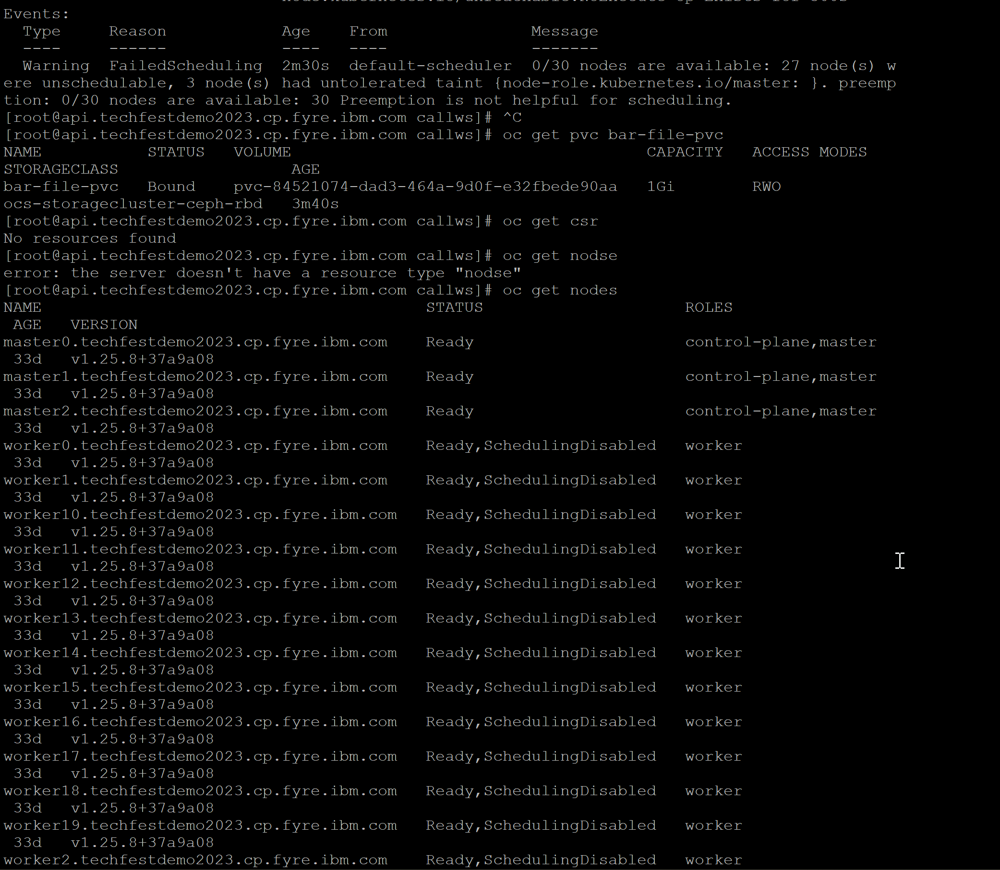 Events:
  Type     Reason            Age   From               Message
  ----     ------            ----  ----               -------
  Warning  FailedScheduling  2m30s  default-scheduler  0/30 nodes are available: 27 node(s) w
ere unschedulable, 3 node(s) had untolerated taint {node-role.kubernetes.io/master: }. preemp
tion: 0/30 nodes are available: 30 Preemption is not helpful for scheduling.
[root@api.techfestdemo2023.cp.fyre.ibm.com callws]# ^C
[root@api.techfestdemo2023.cp.fyre.ibm.com callws]# oc get pvc bar-file-pvc
NAME           STATUS   VOLUME                                     CAPACITY   ACCESS MODES
STORAGECLASS                  AGE
bar-file-pvc   Bound    pvc-84521074-dad3-464a-9d0f-e32fbede90aa   1Gi        RWO
ocs-storagecluster-ceph-rbd   3m40s
[root@api.techfestdemo2023.cp.fyre.ibm.com callws]# oc get csr
No resources found
[root@api.techfestdemo2023.cp.fyre.ibm.com callws]# oc get nodse
error: the server doesn't have a resource type "nodse"
[root@api.techfestdemo2023.cp.fyre.ibm.com callws]# oc get nodes
NAME                                        STATUS                     ROLES
 AGE   VERSION
master0.techfestdemo2023.cp.fyre.ibm.com    Ready                      control-plane,master
 33d   v1.25.8+37a9a08
master1.techfestdemo2023.cp.fyre.ibm.com    Ready                      control-plane,master
 33d   v1.25.8+37a9a08
master2.techfestdemo2023.cp.fyre.ibm.com    Ready                      control-plane,master
 33d   v1.25.8+37a9a08
worker0.techfestdemo2023.cp.fyre.ibm.com    Ready,SchedulingDisabled   worker
 33d   v1.25.8+37a9a08
worker1.techfestdemo2023.cp.fyre.ibm.com    Ready,SchedulingDisabled   worker
 33d   v1.25.8+37a9a08
worker10.techfestdemo2023.cp.fyre.ibm.com   Ready,SchedulingDisabled   worker
 33d   v1.25.8+37a9a08
worker11.techfestdemo2023.cp.fyre.ibm.com   Ready,SchedulingDisabled   worker
 33d   v1.25.8+37a9a08
worker12.techfestdemo2023.cp.fyre.ibm.com   Ready,SchedulingDisabled   worker
 33d   v1.25.8+37a9a08
worker13.techfestdemo2023.cp.fyre.ibm.com   Ready,SchedulingDisabled   worker
 33d   v1.25.8+37a9a08
worker14.techfestdemo2023.cp.fyre.ibm.com   Ready,SchedulingDisabled   worker
 33d   v1.25.8+37a9a08
worker15.techfestdemo2023.cp.fyre.ibm.com   Ready,SchedulingDisabled   worker
 33d   v1.25.8+37a9a08
worker16.techfestdemo2023.cp.fyre.ibm.com   Ready,SchedulingDisabled   worker
 33d   v1.25.8+37a9a08
worker17.techfestdemo2023.cp.fyre.ibm.com   Ready,SchedulingDisabled   worker
 33d   v1.25.8+37a9a08
worker18.techfestdemo2023.cp.fyre.ibm.com   Ready,SchedulingDisabled   worker
 33d   v1.25.8+37a9a08
worker19.techfestdemo2023.cp.fyre.ibm.com   Ready,SchedulingDisabled   worker
 33d   v1.25.8+37a9a08
worker2.techfestdemo2023.cp.fyre.ibm.com    Ready,SchedulingDisabled   worker